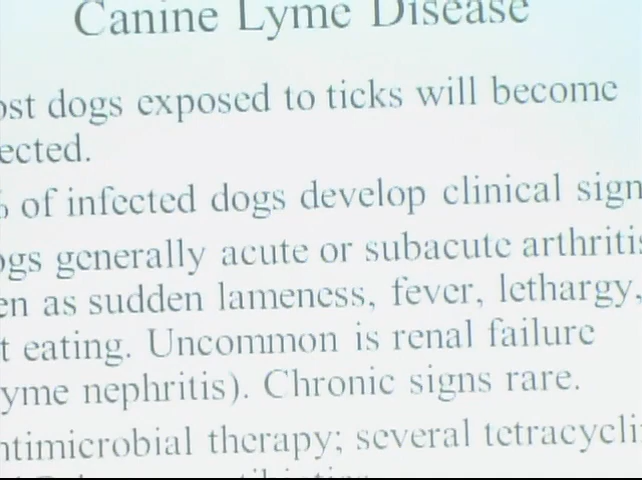 Canine Lyme Disease
ost dogs exposed to ticks will become
ected.
of infected dogs develop clinical sign
ogs generally acute or subacute arthritis
en as sudden lameness, fever, lethargy,
t eating. Uncommon is renal failure
yme nephritis). Chronic signs rare.
ntimicrobial therapy; several tetracycli